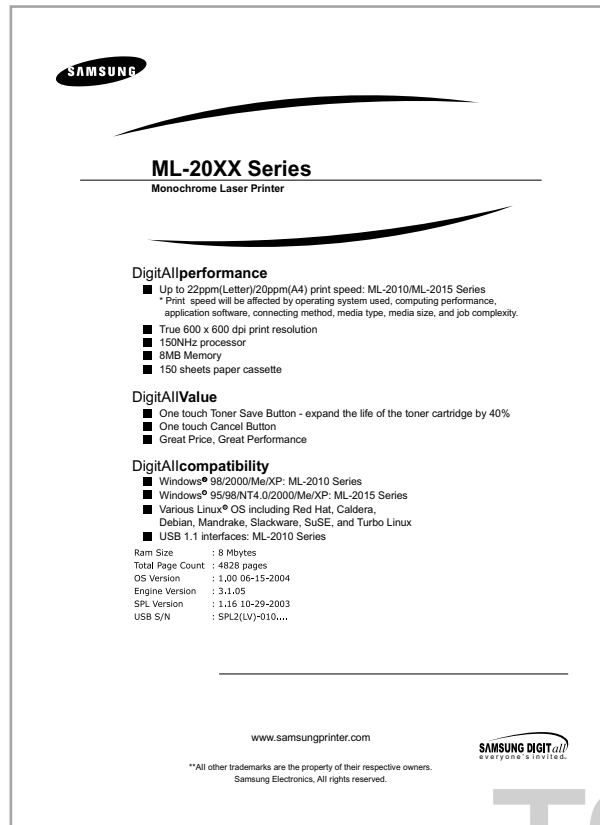 SAMSUNG
ML-20XX Series
Monochrome Laser Printer
DigitAllperformance
Up to 22ppm(Letter)/20ppm(A4) print speed: ML-2010/ML-2015 Series
* Print speed will be affected by operating system used, computing performance,
application software, connecting method, media type, media size, and job complexity.
True 600 x 600 dpi print resolution
150NHz processor
8MB Memory
150 sheets paper cassette
DigitAllValue
One touch Toner Save Button - expand the life of the toner cartridge by 40%
One touch Cancel Button
Great Price, Great Performance
DigitAllcompatibility
Windows® 98/2000/Me/XP: ML-2010 Series
Windows® 95/98/NT4.0/2000/Me/XP: ML-2015 Series
Various Linux® OS including Red Hat, Caldera,
Debian, Mandrake, Slackware, SuSE, and Turbo Linux
USB 1.1 interfaces: ML-2010 Series
Ram Size : 8 Mbytes
Total Page Count : 4828 pages
OS Version : 1.00 06-15-2004
Engine Version : 3.1.05
SPL Version : 1.16 10-29-2003
USB S/N : SPL2(LV)-010....
www.samsungprinter.com
SAMSUNG DIGITall
everyone's invited™
**All other trademarks are the property of their respective owners.
Samsung Electronics, All rights reserved.